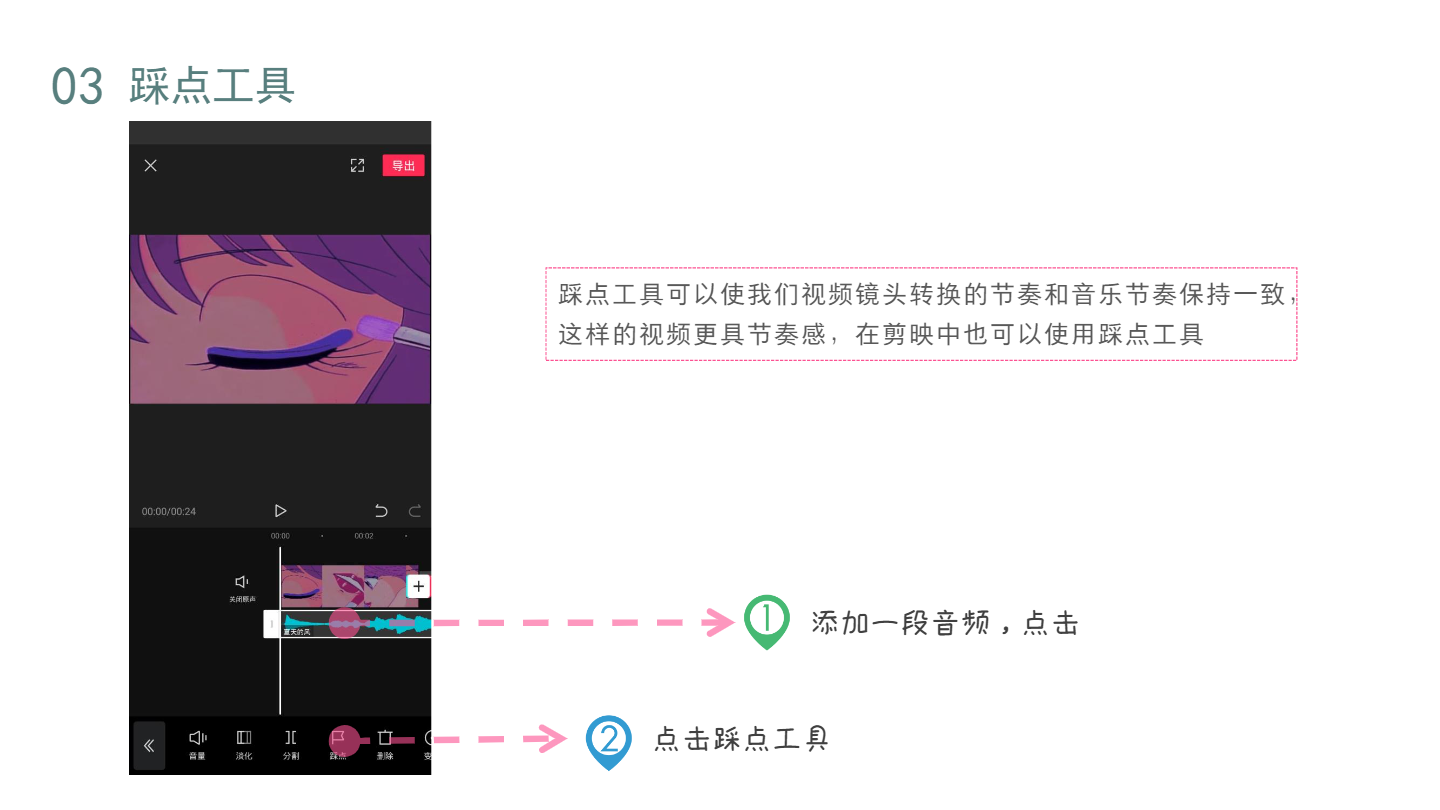 03 踩点工具
导出
踩点工具可以使我们视频镜头转换的节奏和音乐节奏保持一致，
这样的视频更具节奏感，在剪映中也可以使用踩点工具
00:00/00:24
00:00
00:02
关闭原声
夏天的风
1 添加一段音频，点击
2 点击踩点工具
音量
淡化
分割
踩点
删除
变